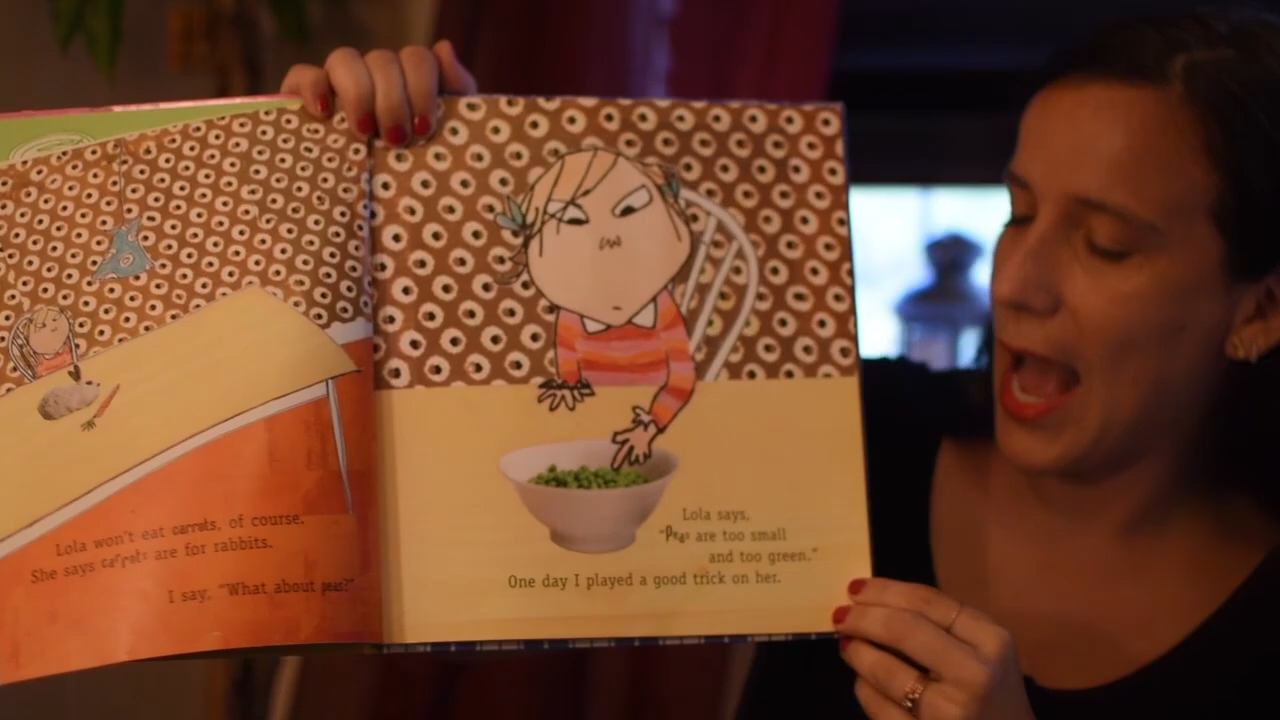 Lola won't eat carrots, of course.
She says carrots are for rabbits.
I say, "What about peas?"
Lola says,
"Peas are too small
and too green."
One day I played a good trick on her.